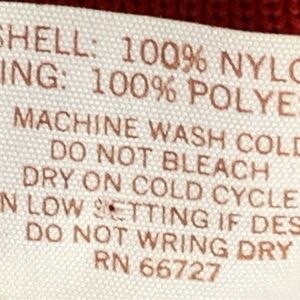 SHELL: 100% NYLO
ING: 100% POLYE
MACHINE WASH COLD
DO NOT BLEACH
DRY ON COLD CYCLE
N LOW SETTING IF DES
DO NOT WRING DRY
RN 66727